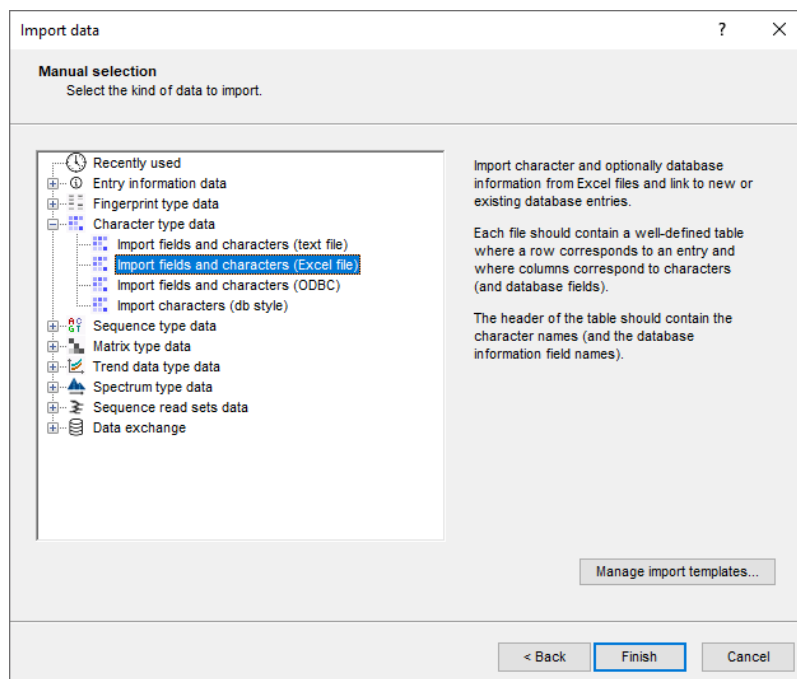 Import data
?
Manual selection
Select the kind of data to import.
Recently used
Entry information data
Fingerprint type data
Character type data
Import fields and characters (text file)
Import fields and characters (Excel file)
Import fields and characters (ODBC)
Import characters (db style)
Sequence type data
Matrix type data
Trend data type data
Spectrum type data
Sequence read sets data
Data exchange
Import character and optionally database
information from Excel files and link to new or
existing database entries.
Each file should contain a well-defined table
where a row corresponds to an entry and
where columns correspond to characters
(and database fields).
The header of the table should contain the
character names (and the database
information field names).
Manage import templates...
< Back
Finish
Cancel